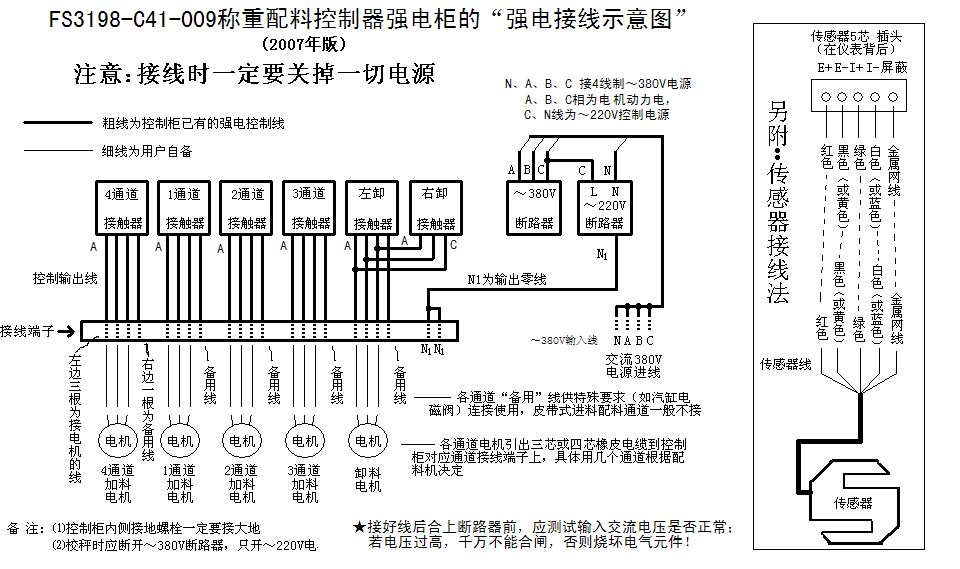 FS3198-C41-009称重配料控制器强电柜的“强电接线示意图”
(2007年版)
注意:接线时一定要关掉一切电源
粗线为控制柜已有的强电控制线
细线为用户自备
N、A、B、C 接4线制～380V电源
A、B、C相为电机动力电,
C、N线为～220V控制电源
A B C C N
4通道 接触器
1通道 接触器
2通道 接触器
3通道 接触器
左卸 接触器
右卸 接触器
～380V 断路器
L N ～220V 断路器
A A A A A A C
N1
控制输出线
N1为输出零线
接线端子
N1 N1
～380V输入线
N A B C
交流380V
电源进线
左边三根为接电机的线
右边一根为备用线
备用线
备用线
备用线
备用线
各通道“备用”线供特殊要求（如汽缸电
磁阀）连接使用，皮带式进料配料通道一般不接
各通道电机引出三芯或四芯橡皮电缆到控制
柜对应通道接线端子上，具体用几个通道根据配
料机决定
电机 电机 电机 电机 电机
4通道 加料 电机
1通道 加料 电机
2通道 加料 电机
3通道 加料 电机
卸料 电机
备 注: (1)控制柜内侧接地螺栓一定要接大地
(2)校秤时应断开～380V断路器，只开～220V电.
★接好线后合上断路器前，应测试输入交流电压是否正常；
若电压过高，千万不能合闸，否则烧坏电气元件！
传感器5芯 插头
（在仪表背后）
E+E-I+I-屏蔽
另附:传感器接线法
红色
黑色（或黄色）
绿色
白色（或蓝色）
金属网线
红色
黑色（或黄色）
绿色
白色（或蓝色）
金属网线
传感器线
传感器